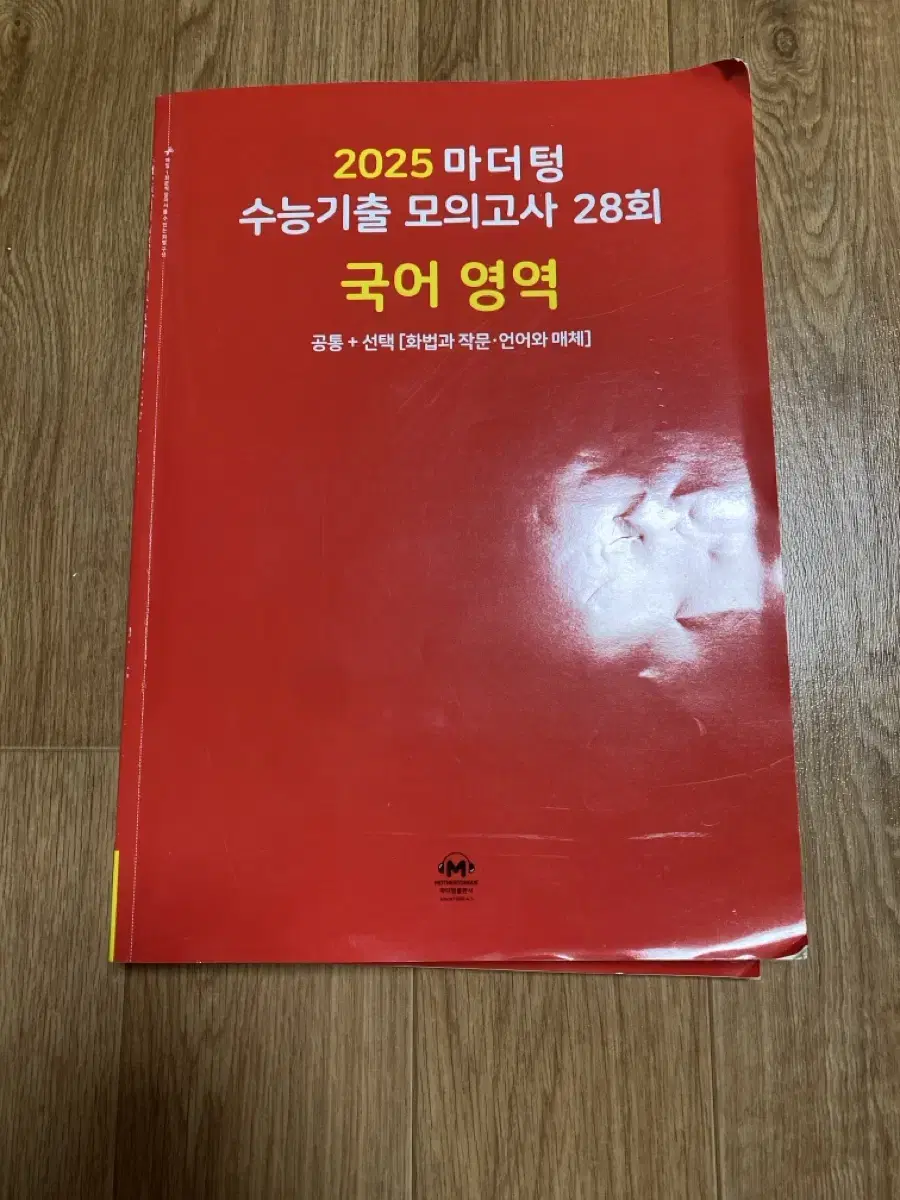 2025 마더텅
수능기출 모의고사 28회
국어 영역
공통 + 선택 [화법과 작문·언어와 매체]
M
MOTHERTONGUE